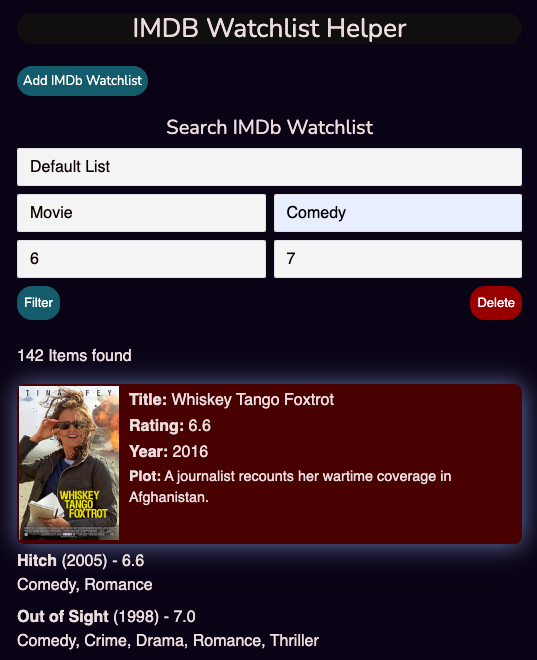 IMDB Watchlist Helper
Add IMDb Watchlist
Search IMDb Watchlist
Default List
Movie
Comedy
6
7
Filter
Delete
142 Items found
TINA FEY
WHISKEY
TANGO
FOXTROT
Title: Whiskey Tango Foxtrot
Rating: 6.6
Year: 2016
Plot: A journalist recounts her wartime coverage in
Afghanistan.
Hitch (2005) - 6.6
Comedy, Romance
Out of Sight (1998) - 7.0
Comedy, Crime, Drama, Romance, Thriller